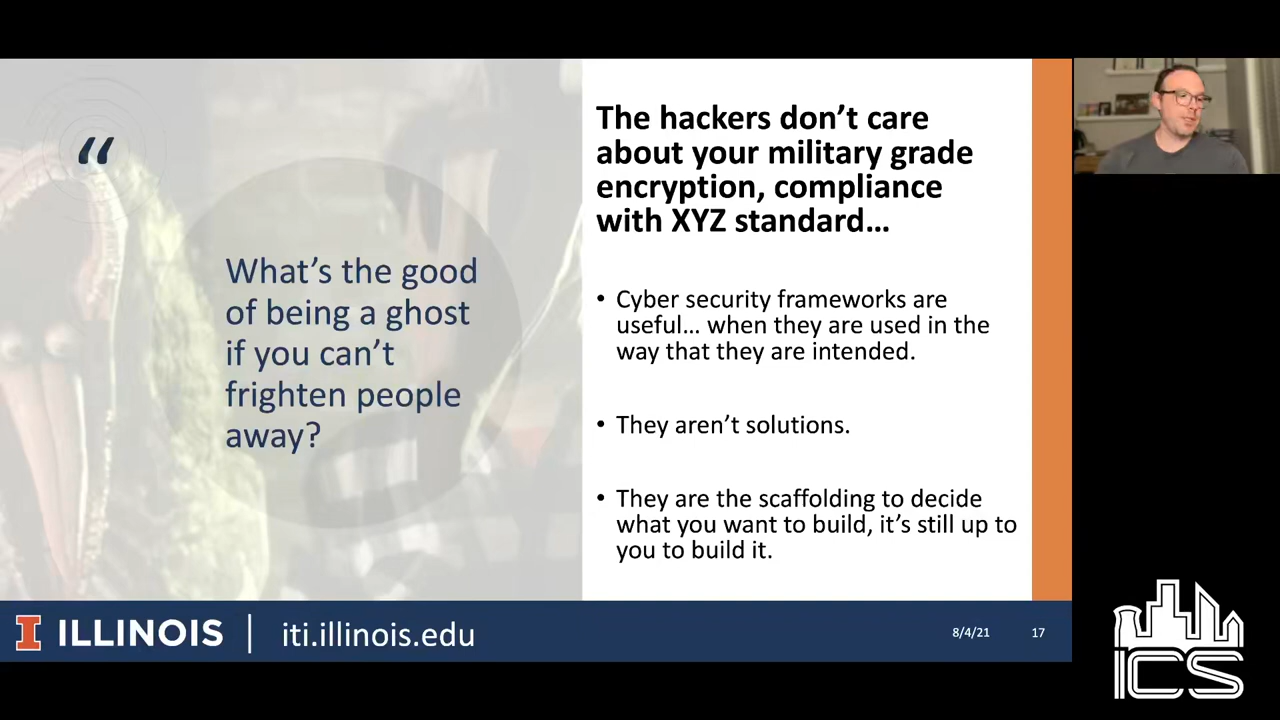 “
What’s the good
of being a ghost
if you can’t
frighten people
away?
The hackers don’t care
about your military grade
encryption, compliance
with XYZ standard…
• Cyber security frameworks are
useful… when they are used in the
way that they are intended.
• They aren’t solutions.
• They are the scaffolding to decide
what you want to build, it’s still up to
you to build it.
I ILLINOIS | iti.illinois.edu
8/4/21 17
ICS